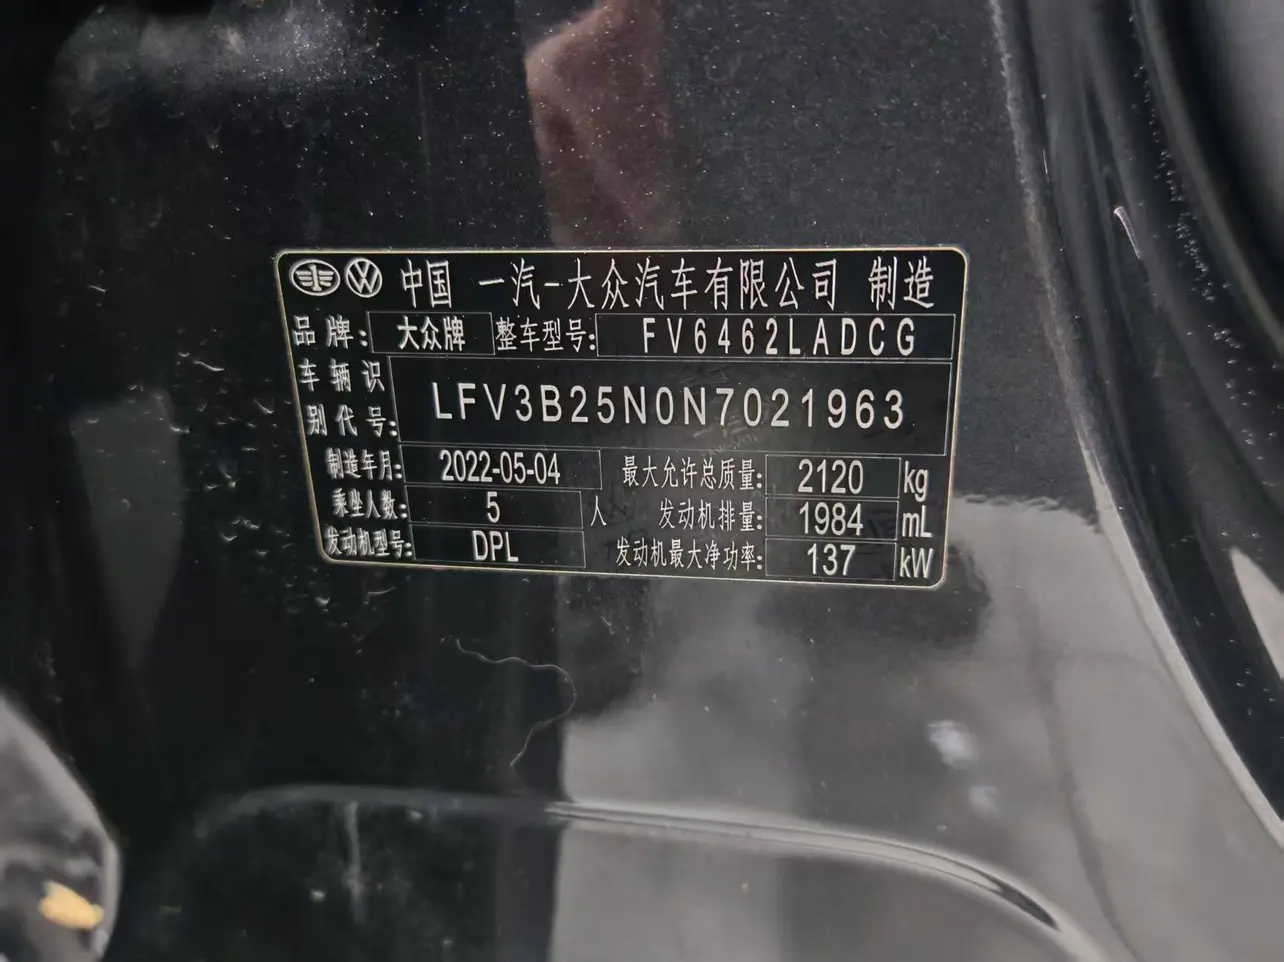 中国 一汽-大众汽车有限公司 制造
品牌: 大众牌 整车型号: FV6462LADCG
车辆识别代号: LFV3B25N0N7021963
制造年月: 2022-05-04 最大允许总质量: 2120 kg
乘坐人数: 5 人 发动机排量: 1984 mL
发动机型号: DPL 发动机最大净功率: 137 kW